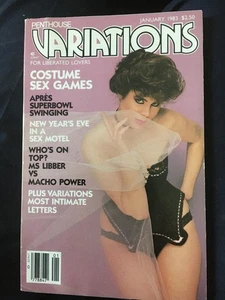 PENTHOUSE
JANUARY 1983 $2.50
VARIATIONS
FOR LIBERATED LOVERS
COSTUME
SEX GAMES
APRÈS
SUPERBOWL
SWINGING
NEW YEAR'S EVE
IN A
SEX MOTEL
WHO'S ON
TOP?
MS LIBBER
VS
MACHO POWER
PLUS VARIATIONS
MOST INTIMATE
LETTERS